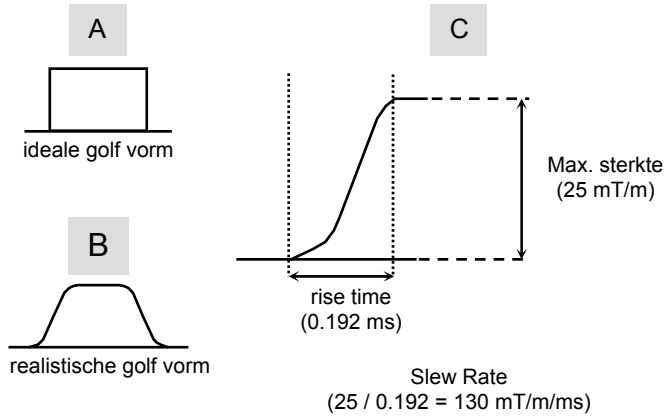 A
ideale golf vorm
B
realistische golf vorm
C
Max. sterkte
(25 mT/m)
rise time
(0.192 ms)
Slew Rate
(25 / 0.192 = 130 mT/m/ms)